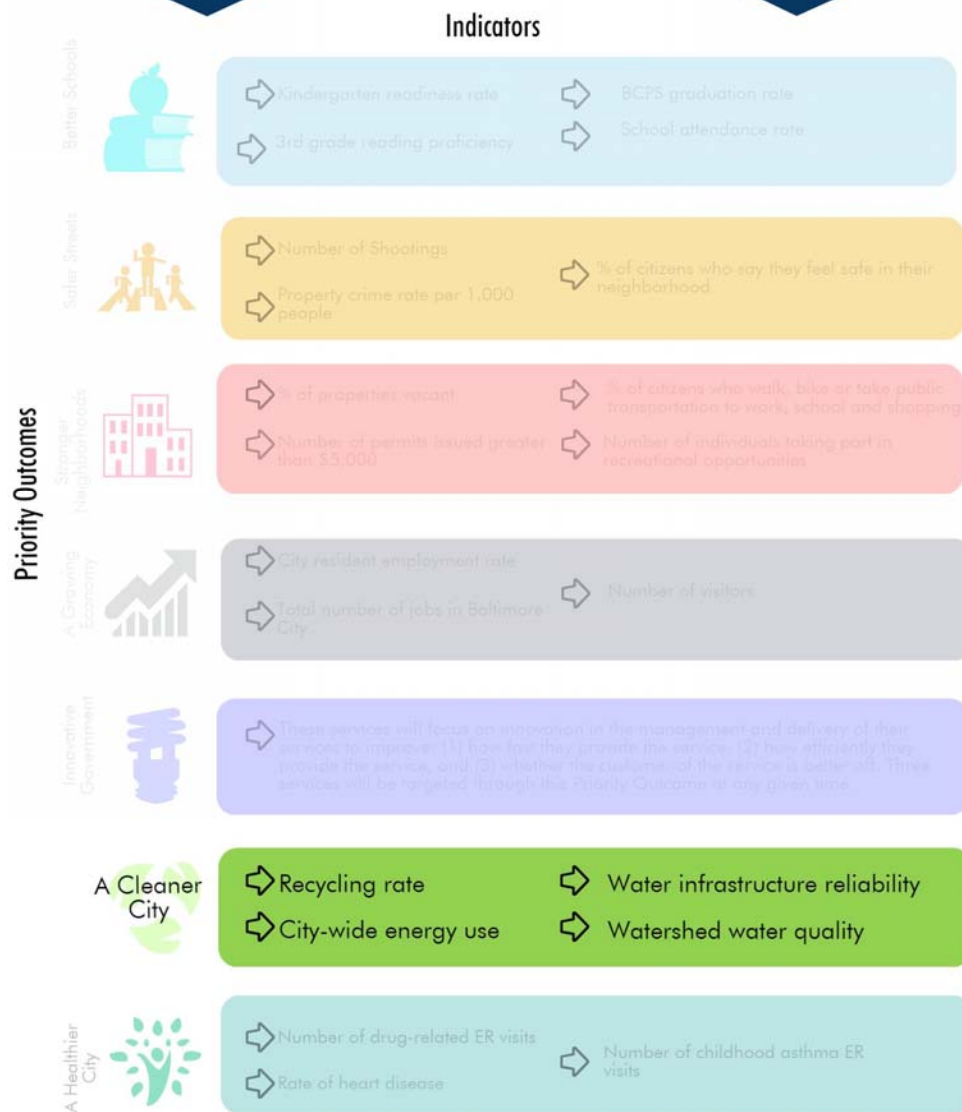 Indicators
Priority Outcomes
Better Schools
Kindergarten readiness rate
BCPS graduation rate
3rd grade reading proficiency
School attendance rate
Safer Streets
Number of Shootings
% of citizens who say they feel safe in their
neighborhood
Property crime rate per 1,000
people
Stronger
Neighborhoods
% of properties vacant
% of citizens who walk, bike or take public
transportation to work, school and shopping
Number of permits issued greater
than $5,000
Number of individuals taking part in
recreational opportunities
A Growing
Economy
City resident employment rate
Number of visitors
Total number of jobs in Baltimore
City
Innovative
Government
These services will focus on innovation in the management and delivery of their
services to improve: (1) how fast they provide the service, (2) how efficiently they
provide the service, and (3) whether the customer of the service is better off. Three
services will be targeted through this Priority Outcome at any given time.
A Cleaner
City
Recycling rate
Water infrastructure reliability
City-wide energy use
Watershed water quality
A Healthier
City
Number of drug-related ER visits
Number of childhood asthma ER
visits
Rate of heart disease